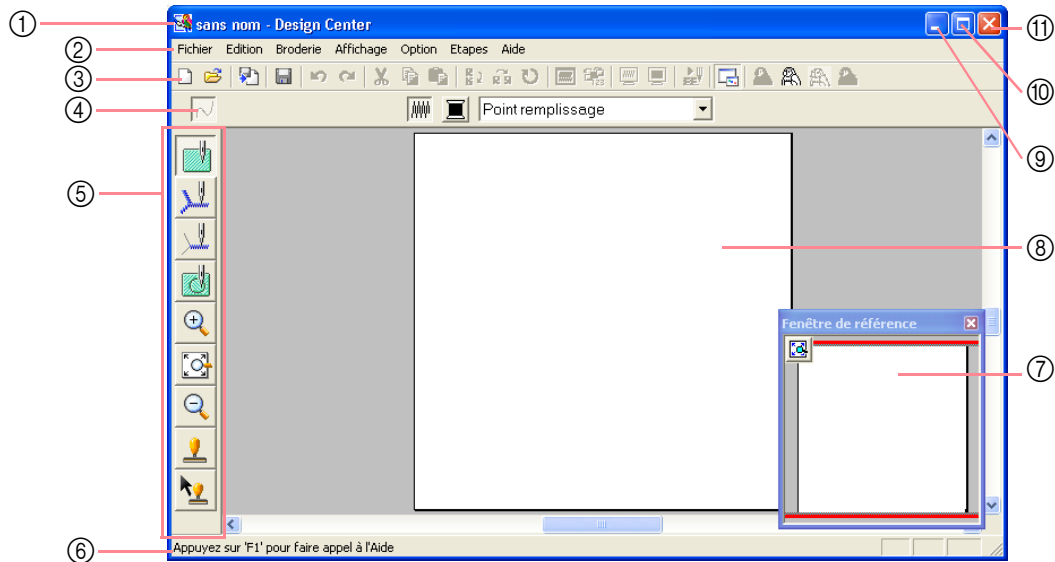 ① sans nom - Design Center ⑪
② Fichier Edition Broderie Affichage Option Etapes Aide
③ ⑩
④ Point remplissage
⑨
⑤
⑧
Fenêtre de référence
⑦
⑥ Appuyez sur 'F1' pour faire appel à l'Aide